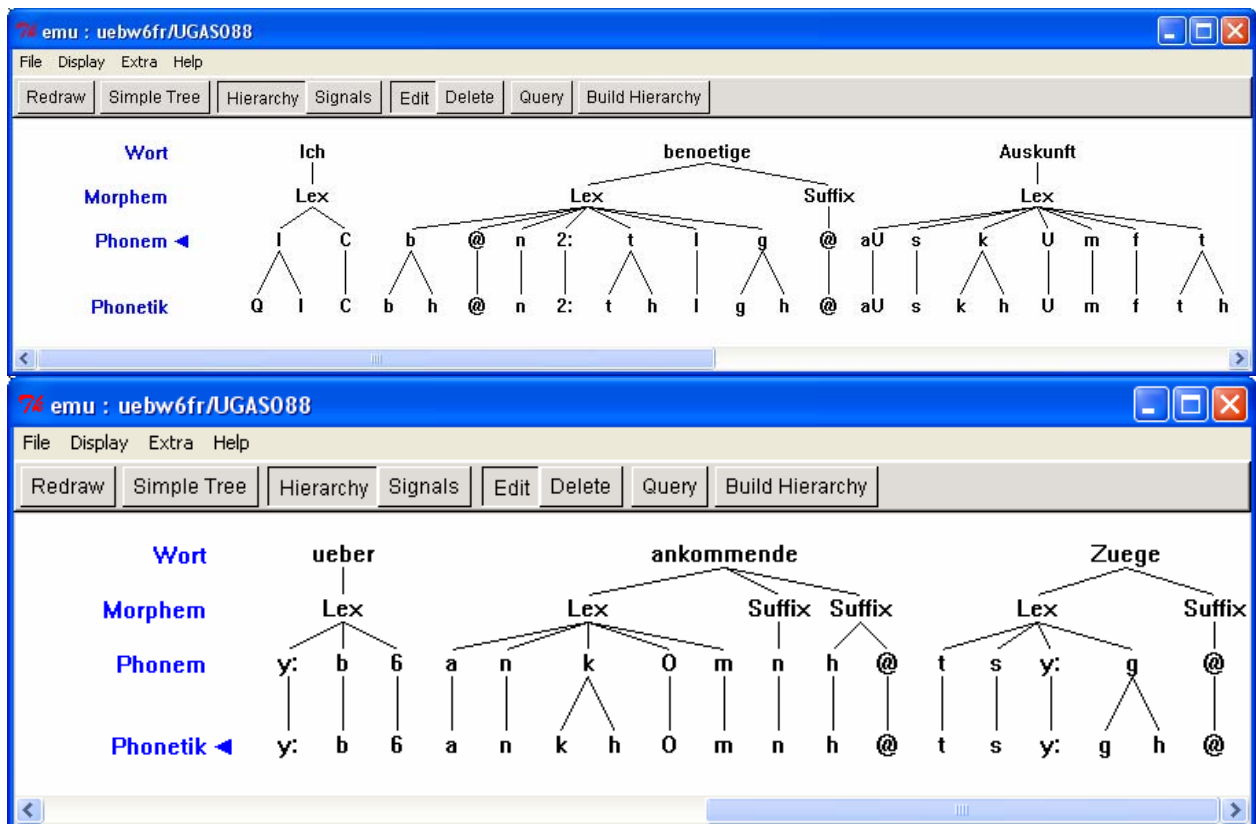 emu : uebw6fr/UGAS088
File Display Extra Help
Redraw Simple Tree Hierarchy Signals Edit Delete Query Build Hierarchy
Wort Ich benoetige Auskunft
Morphem Lex Lex Suffix Lex
Phonem I C b @ n 2: t I g @ aU s k U m f t
Phonetik Q I C b h @ n 2: t h I g h @ aU s k h U m f t h
emu : uebw6fr/UGAS088
File Display Extra Help
Redraw Simple Tree Hierarchy Signals Edit Delete Query Build Hierarchy
Wort ueber ankommende Zuege
Morphem Lex Lex Suffix Suffix Lex Suffix
Phonem y: b 6 a n k O m n h @ t s y: g @
Phonetik y: b 6 a n k h O m n h @ t s y: g h @